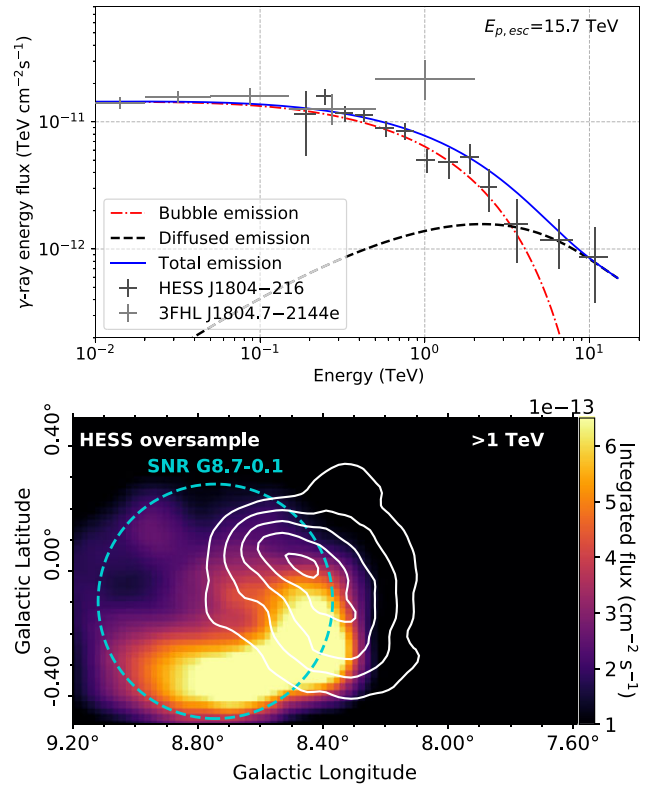 E_{p,esc}=15.7 TeV
γ-ray energy flux (TeV cm⁻²s⁻¹)
10⁻¹¹
10⁻¹²
Bubble emission
Diffused emission
Total emission
HESS J1804−216
3FHL J1804.7−2144e
10⁻² 10⁻¹ 10⁰ 10¹
Energy (TeV)
1e−13
HESS oversample >1 TeV
SNR G8.7-0.1
Galactic Latitude
0.40°
0.00°
-0.40°
9.20° 8.80° 8.40° 8.00° 7.60°
Galactic Longitude
6
5
4
3
2
1
Integrated flux (cm⁻² s⁻¹)